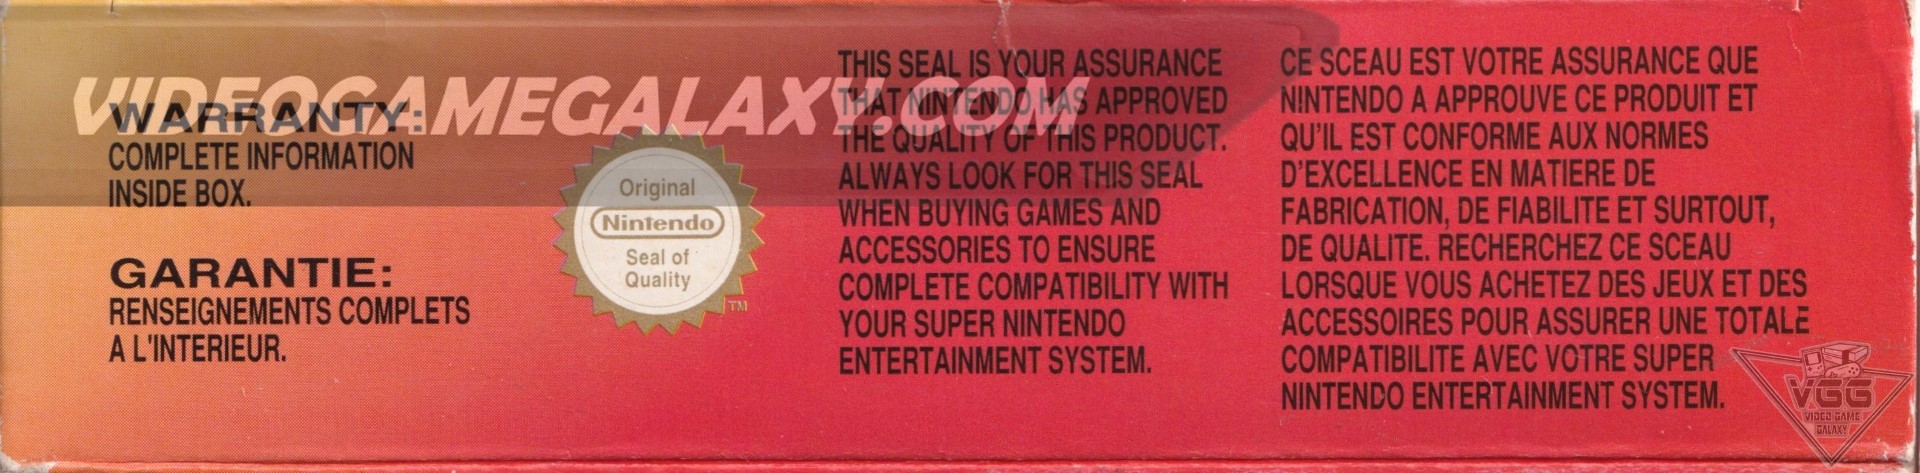 VIDEOGAMEGALAXY.COM
WARRANTY:
COMPLETE INFORMATION
INSIDE BOX.
GARANTIE:
RENSEIGNEMENTS COMPLETS
A L'INTERIEUR.
Original
Nintendo
Seal of
Quality
TM
THIS SEAL IS YOUR ASSURANCE
THAT NINTENDO HAS APPROVED
THE QUALITY OF THIS PRODUCT.
ALWAYS LOOK FOR THIS SEAL
WHEN BUYING GAMES AND
ACCESSORIES TO ENSURE
COMPLETE COMPATIBILITY WITH
YOUR SUPER NINTENDO
ENTERTAINMENT SYSTEM.
CE SCEAU EST VOTRE ASSURANCE QUE
NINTENDO A APPROUVE CE PRODUIT ET
QU'IL EST CONFORME AUX NORMES
D'EXCELLENCE EN MATIERE DE
FABRICATION, DE FIABILITE ET SURTOUT,
DE QUALITE. RECHERCHEZ CE SCEAU
LORSQUE VOUS ACHETEZ DES JEUX ET DES
ACCESSOIRES POUR ASSURER UNE TOTALE
COMPATIBILITE AVEC VOTRE SUPER
NINTENDO ENTERTAINMENT SYSTEM.
VGG
VIDEO GAME
GALAXY